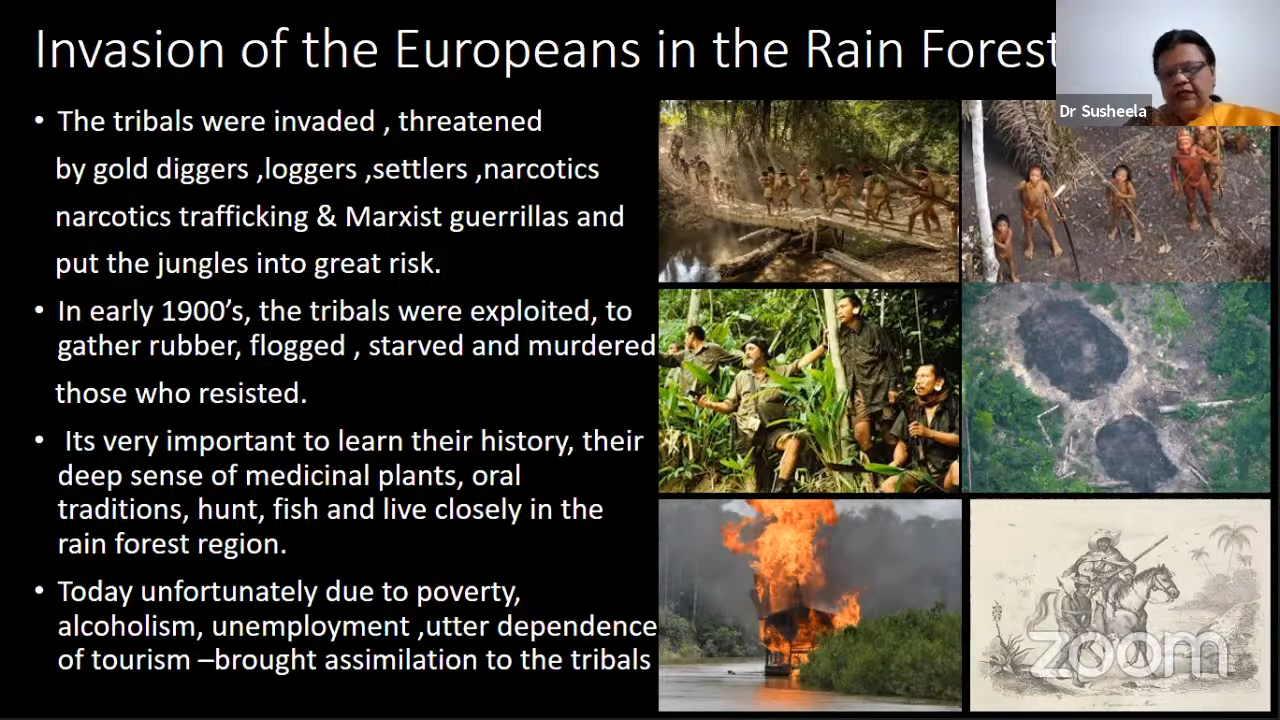 Invasion of the Europeans in the Rain Forest
Dr Susheela
• The tribals were invaded , threatened
by gold diggers ,loggers ,settlers ,narcotics
narcotics trafficking & Marxist guerrillas and
put the jungles into great risk.
• In early 1900’s, the tribals were exploited, to
gather rubber, flogged , starved and murdered
those who resisted.
• Its very important to learn their history, their
deep sense of medicinal plants, oral
traditions, hunt, fish and live closely in the
rain forest region.
• Today unfortunately due to poverty,
alcoholism, unemployment ,utter dependence
of tourism –brought assimilation to the tribals
zoom